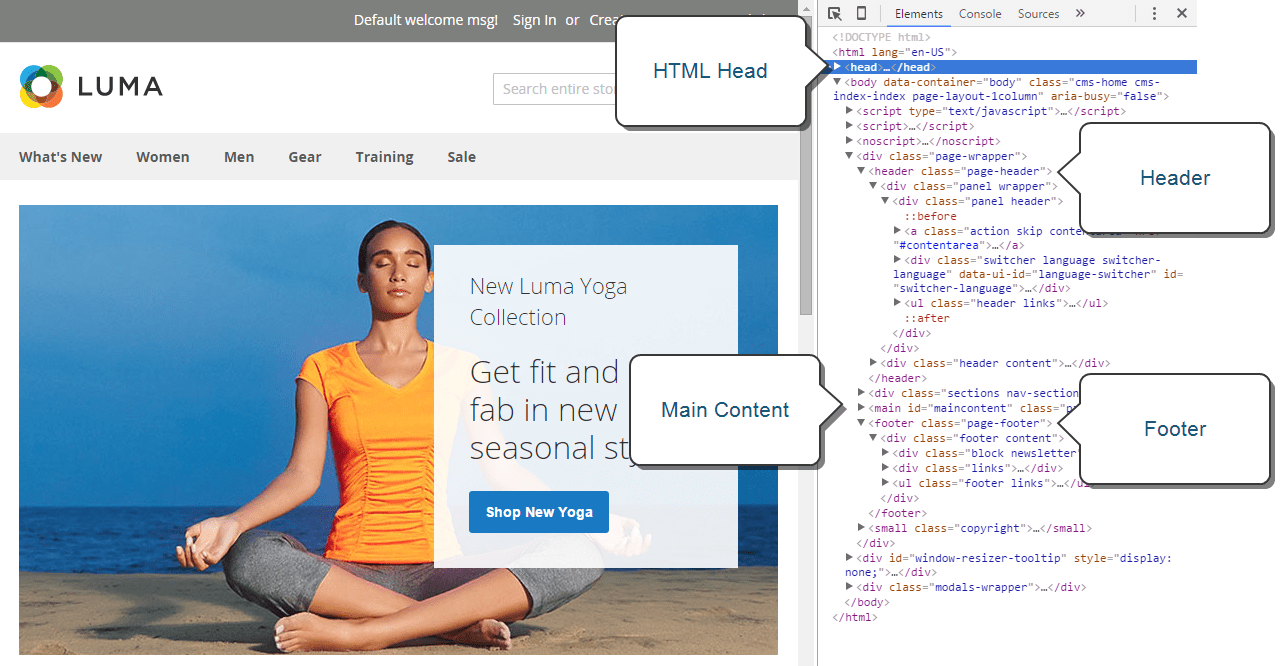 Default welcome msg! Sign In or
LUMA
Search entire
What's New Women Men Gear Training Sale
New Luma Yoga
Collection
Get fit and
fab in new
seasonal
Shop New Yoga
HTML Head
Header
Main Content
Footer
Elements Console Sources »
<!DOCTYPE html>
<html lang="en-US">
▶<head>…</head>
▼<body data-container="body" class="cms-home cms-
index-index page-layout-1column" aria-busy="false">
▶<script type="text/javascript">…</script>
▶<script>…</script>
▶<noscript>…</noscript>
▼<div class="page-wrapper">
▼<header class="page-header">
▼<div class="panel wrapper">
▼<div class="panel header">
::before
▶<a class="action skip
"#contentarea">…</a>
▶<div class="switcher language switcher-
language" data-ui-id="language-switcher" id=
"switcher-language">…</div>
▶<ul class="header links">…</ul>
::after
</div>
</div>
▶<div class="header content">…</div>
</header>
▶<div class="sections
▶<main id="maincontent"
▼<footer class="page-footer">
▼<div class="footer content">
▶<div class="block newsletter"
▶<div class="links">…</div>
▶<ul class="footer links">…
</div>
</footer>
▶<small class="copyright">…</small>
</div>
▶<div id="window-resizer-tooltip" style="display:
none;">…</div>
▶<div class="modals-wrapper">…</div>
</body>
</html>